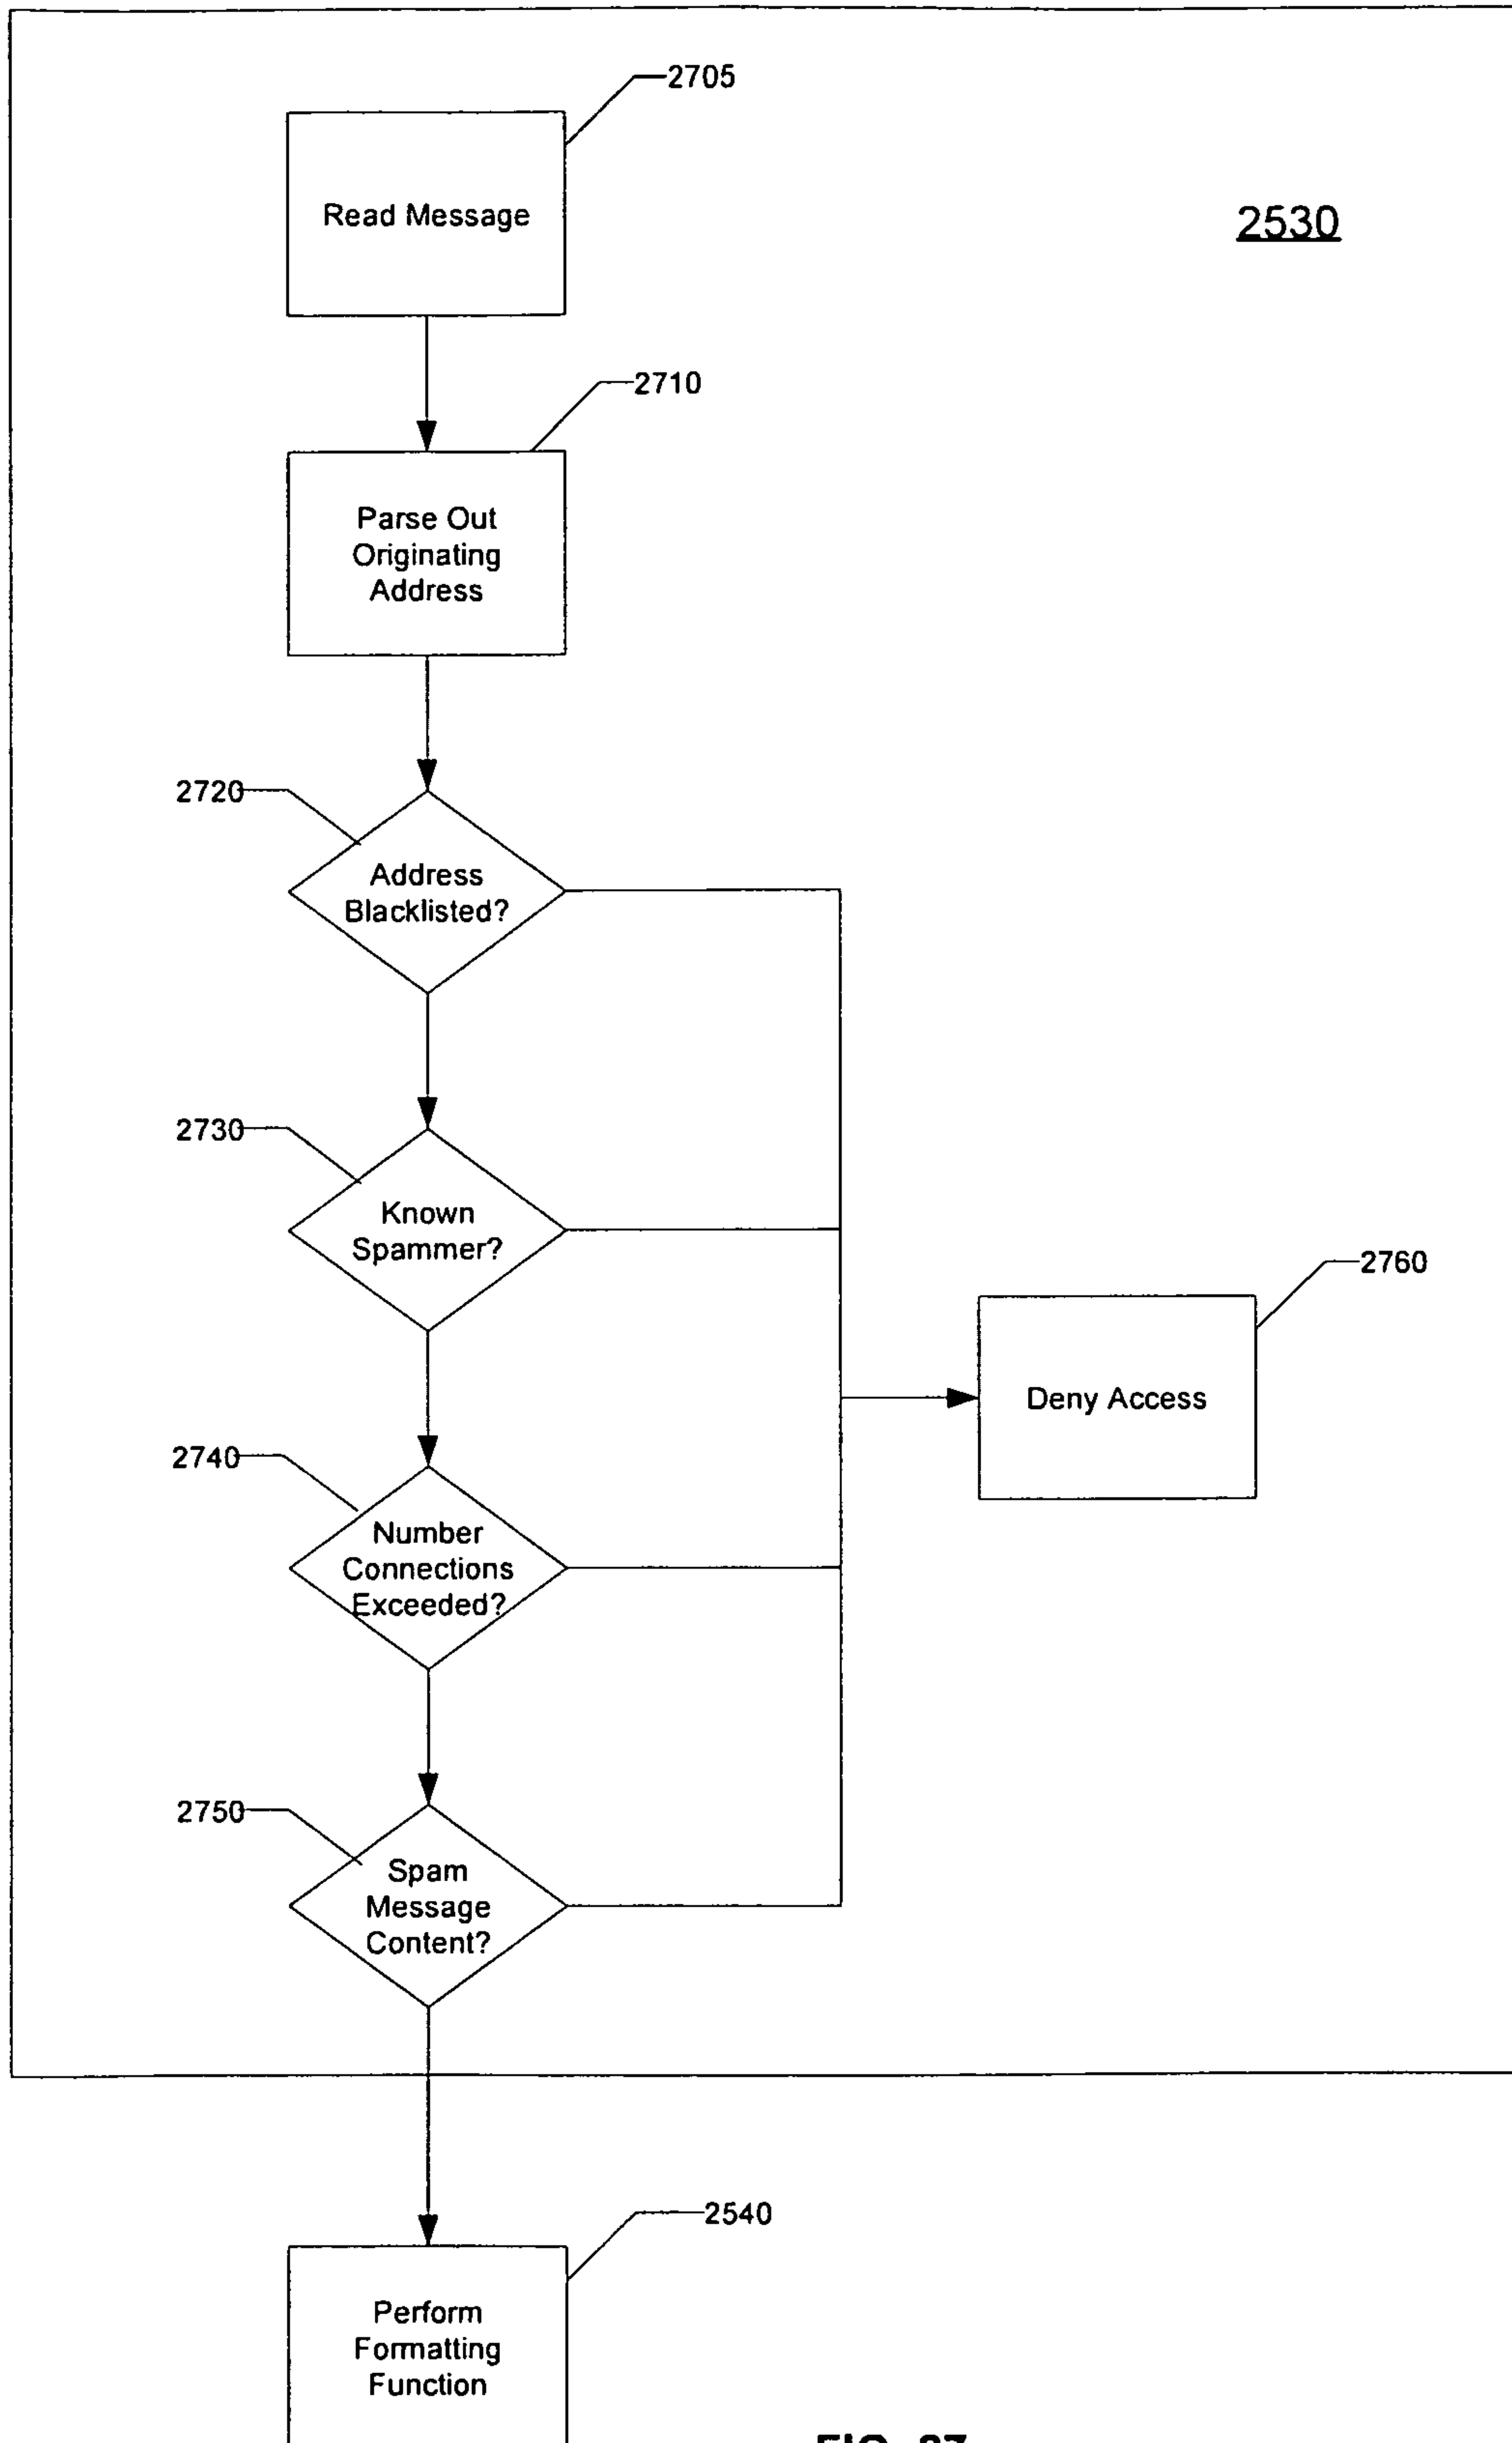 2705
Read Message
2530
2710
Parse Out
Originating
Address
2720
Address
Blacklisted?
2730
Known
Spammer?
2760
Deny Access
2740
Number
Connections
Exceeded?
2750
Spam
Message
Content?
2540
Perform
Formatting
Function